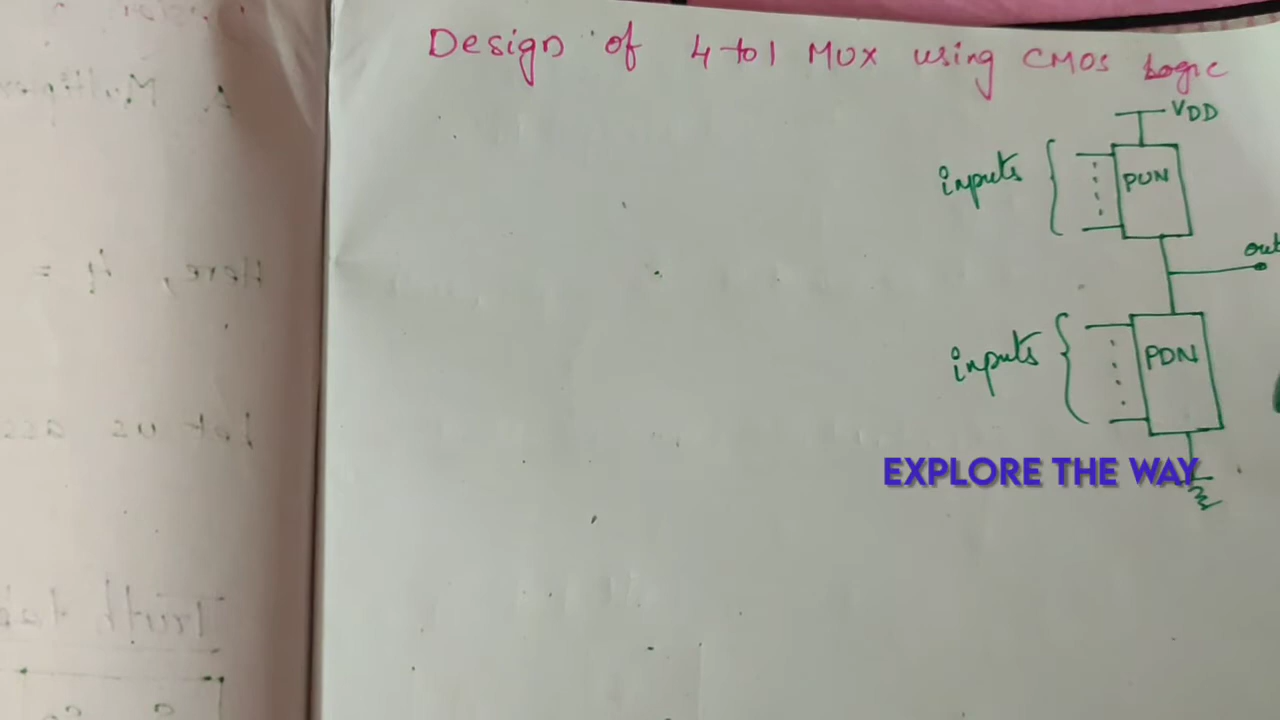 Design of 4 to 1 MUX using CMOS Logic
VDD
inputs
PUN
out
inputs
PDN
EXPLORE THE WAY